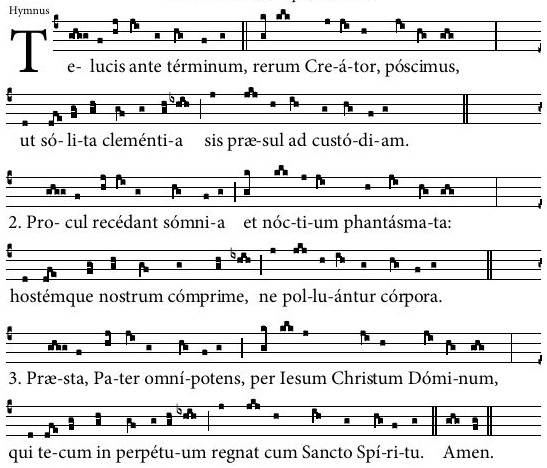 Hymnus
Te- lucis ante términum, rerum Cre-á-tor, póscimus,
ut só-li-ta cleménti-a sis præ-sul ad custó-di-am.
2. Pro- cul recédant sómni-a et nóc-ti-um phantásma-ta:
hostémque nostrum cómprime, ne pol-lu-ántur córpora.
3. Præ-sta, Pa-ter omní-potens, per Iesum Christum Dómi-num,
qui te-cum in perpétu-um regnat cum Sancto Spí-ri-tu. Amen.